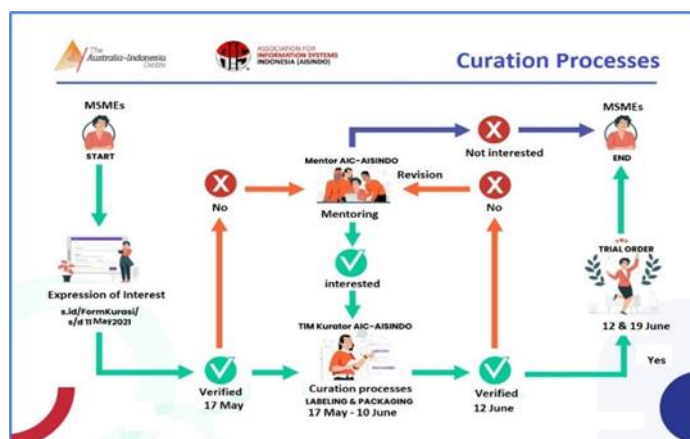 The
Australia-Indonesia
Centre
ASSOCIATION FOR
INFORMATION SYSTEMS
INDONESIA (AISINDO)
Curation Processes
MSMEs
START
MSMEs
END
Not interested
Mentor AIC-AISINDO
Revision
No
Mentoring
No
interested
TRIAL ORDER
Expression of Interest
s.id/FormKurasi/
s/d 11 May2021
12 & 19 June
TIM Kurator AIC-AISINDO
Yes
Verified
17 May
Curation processes
LABELING & PACKAGING
17 May - 10 June
Verified
12 June